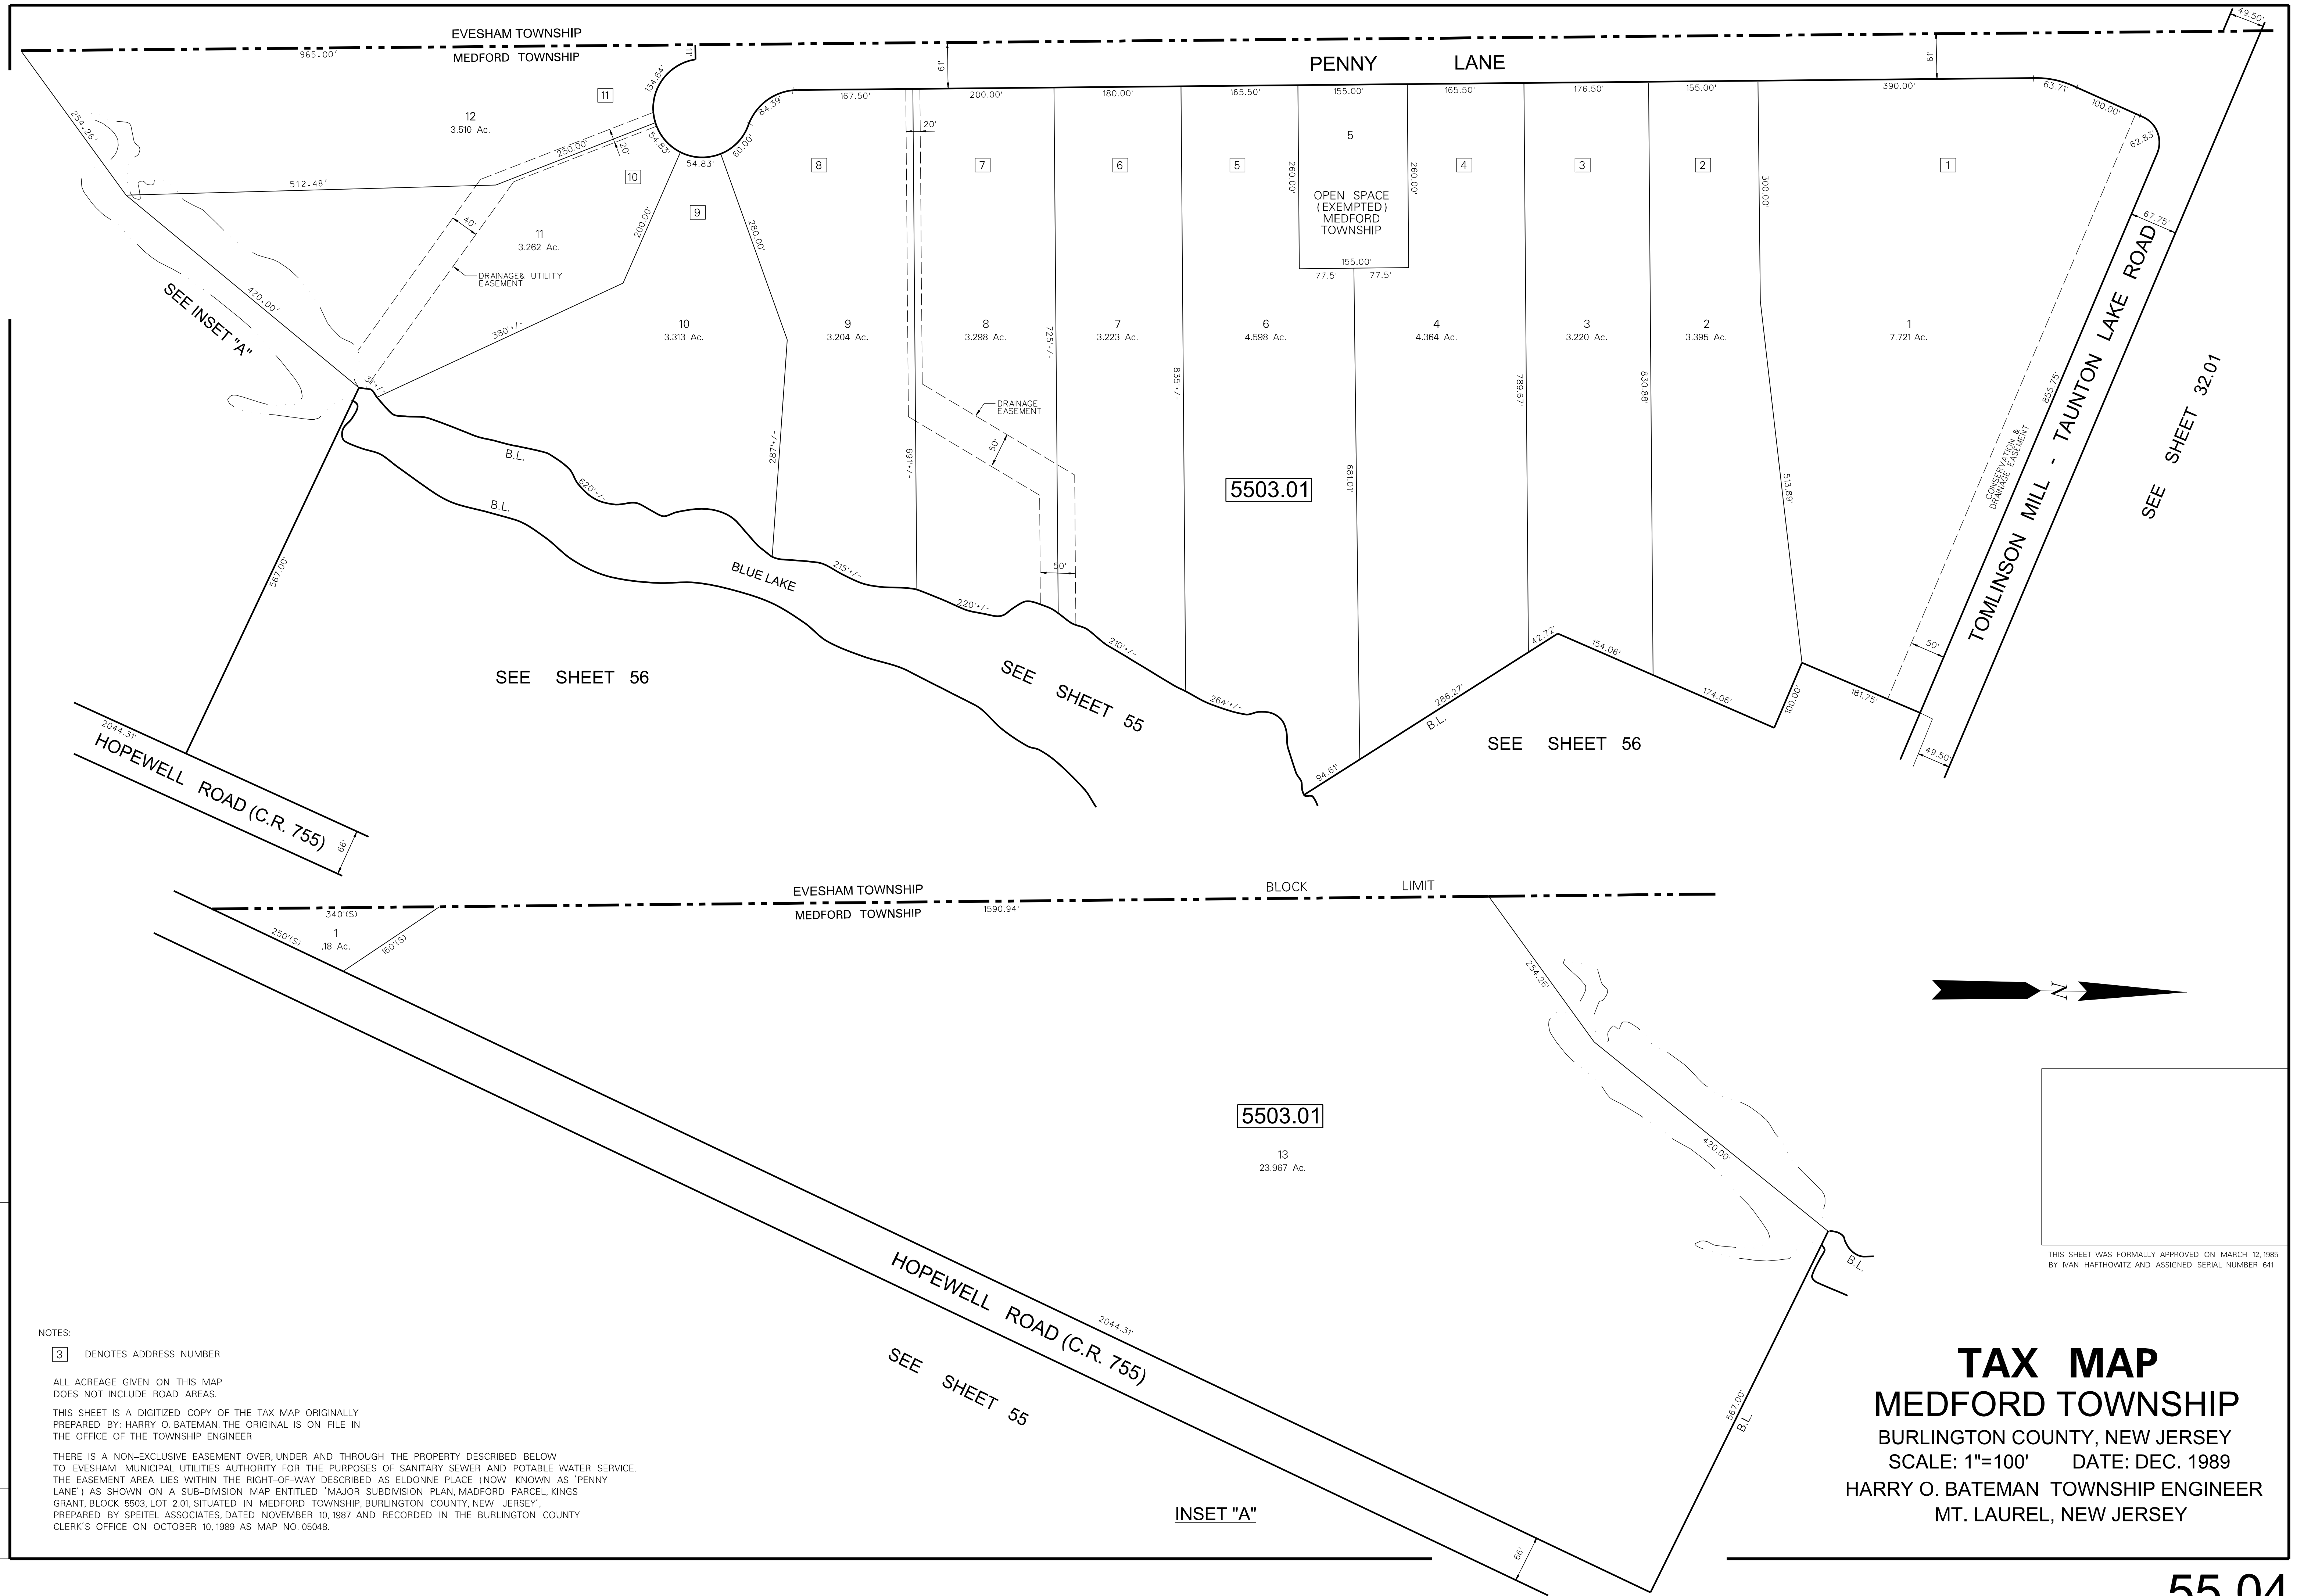 EVESHAM TOWNSHIP
MEDFORD TOWNSHIP
965.00'
PENNY LANE
49.50'
11'
19'
19'
134.64'
84.39'
167.50'
200.00'
180.00'
165.50'
155.00'
165.50'
176.50'
155.00'
390.00'
63.71'
100.00'
62.83'
254.26'
12
3.510 Ac.
11
250.00'
20'
54.83'
54.83'
60.00'
20'
512.48'
10
9
8
7
6
5
5
4
3
2
1
260.00'
260.00'
300.00'
OPEN SPACE
(EXEMPTED)
MEDFORD
TOWNSHIP
155.00'
77.5' 77.5'
67.75'
40'
11
3.262 Ac.
200.00'
280.00'
DRAINAGE& UTILITY
EASEMENT
SEE INSET "A"
420.00'
380'+/-
10
3.313 Ac.
9
3.204 Ac.
8
3.298 Ac.
7
3.223 Ac.
6
4.598 Ac.
4
4.364 Ac.
3
3.220 Ac.
2
3.395 Ac.
1
7.721 Ac.
725'+/-
835'+/-
789.67'
830.88'
855.75'
SEE SHEET 32.01
TOMLINSON MILL - TAUNTON LAKE ROAD
CONSERVATION &
DRAINAGE EASEMENT
DRAINAGE
EASEMENT
50'
50'
B.L.
B.L.
620'+/-
287'+/-
691'+/-
681.01'
513.89'
5503.01
567.00'
BLUE LAKE
215'+/-
220'+/-
210'+/-
264'+/-
42.72'
154.06'
174.06'
100.00'
181.75'
50'
49.50'
286.27'
B.L.
94.61'
SEE SHEET 56
SEE SHEET 55
SEE SHEET 56
2044.31'
HOPEWELL ROAD (C.R. 755)
66'
EVESHAM TOWNSHIP
MEDFORD TOWNSHIP
BLOCK LIMIT
340'(S)
1590.94'
250'(S)
1
.18 Ac.
160'(S)
254.26'
N
5503.01
13
23.967 Ac.
420.00'
B.L.
HOPEWELL ROAD (C.R. 755)
2044.31'
SEE SHEET 55
567.00'
B.L.
66'
INSET "A"
THIS SHEET WAS FORMALLY APPROVED ON MARCH 12, 1985
BY IVAN HAFTHOWITZ AND ASSIGNED SERIAL NUMBER 641
NOTES:
3 DENOTES ADDRESS NUMBER
ALL ACREAGE GIVEN ON THIS MAP
DOES NOT INCLUDE ROAD AREAS.
THIS SHEET IS A DIGITIZED COPY OF THE TAX MAP ORIGINALLY
PREPARED BY: HARRY O. BATEMAN. THE ORIGINAL IS ON FILE IN
THE OFFICE OF THE TOWNSHIP ENGINEER
THERE IS A NON-EXCLUSIVE EASEMENT OVER, UNDER AND THROUGH THE PROPERTY DESCRIBED BELOW
TO EVESHAM MUNICIPAL UTILITIES AUTHORITY FOR THE PURPOSES OF SANITARY SEWER AND POTABLE WATER SERVICE.
THE EASEMENT AREA LIES WITHIN THE RIGHT-OF-WAY DESCRIBED AS ELDONNE PLACE (NOW KNOWN AS 'PENNY
LANE') AS SHOWN ON A SUB-DIVISION MAP ENTITLED 'MAJOR SUBDIVISION PLAN, MADFORD PARCEL, KINGS
GRANT, BLOCK 5503, LOT 2.01, SITUATED IN MEDFORD TOWNSHIP, BURLINGTON COUNTY, NEW JERSEY',
PREPARED BY SPEITEL ASSOCIATES, DATED NOVEMBER 10, 1987 AND RECORDED IN THE BURLINGTON COUNTY
CLERK'S OFFICE ON OCTOBER 10, 1989 AS MAP NO. 05048.
TAX MAP
MEDFORD TOWNSHIP
BURLINGTON COUNTY, NEW JERSEY
SCALE: 1"=100' DATE: DEC. 1989
HARRY O. BATEMAN TOWNSHIP ENGINEER
MT. LAUREL, NEW JERSEY
55.04